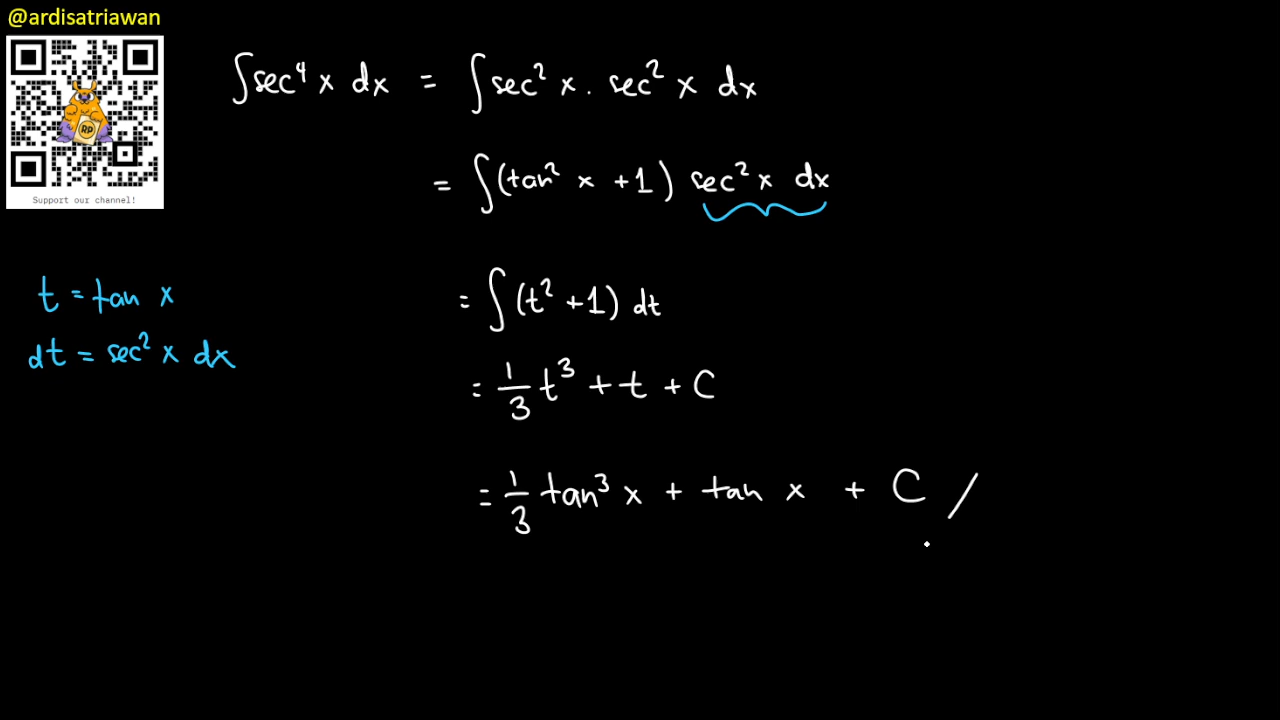 @ardisatriawan
Support our channel!
∫sec⁴ x dx = ∫sec² x . sec² x dx
= ∫(tan² x +1) sec² x dx
t = tan x
dt = sec² x dx
= ∫(t² +1) dt
= 1/3 t³ + t + C
= 1/3 tan³ x + tan x + C /